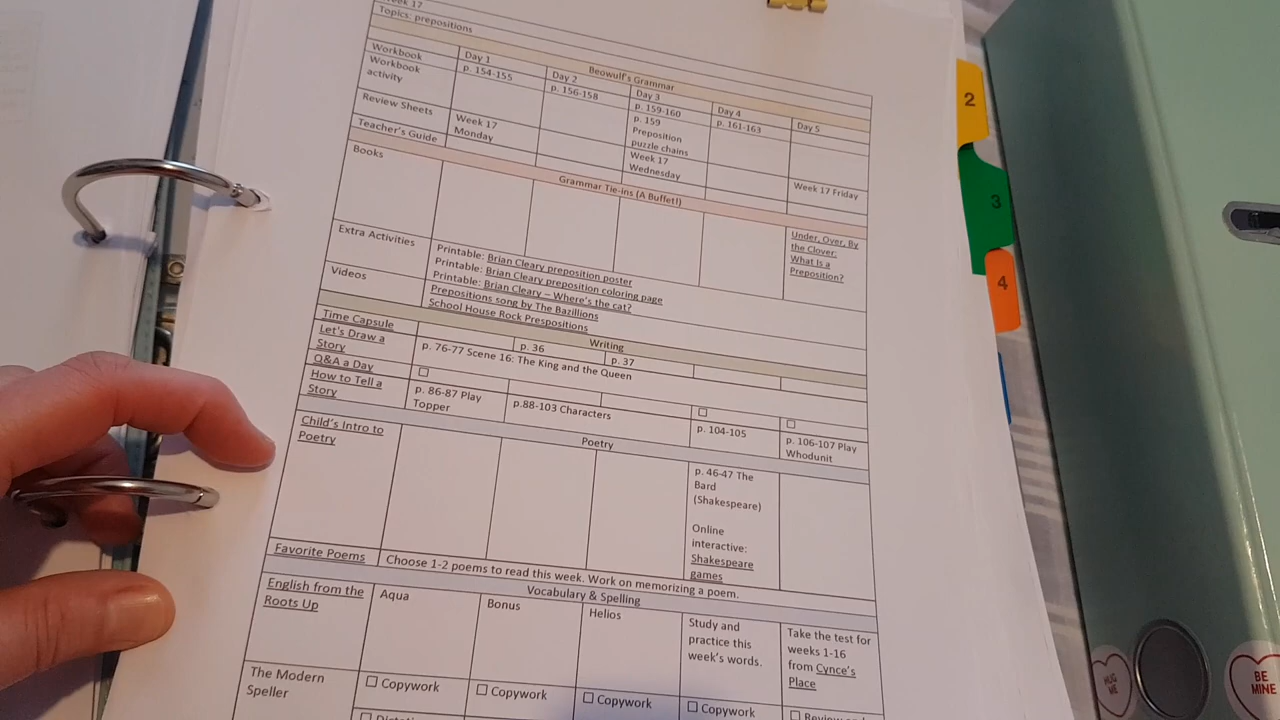 eek 17
Topics: prepositions
Beowulf's Grammar
Day 1
Day 2
Day 3
Day 4
Day 5
Workbook
p. 154-155
p. 156-158
p. 159-160
p. 161-163
Workbook
activity
p. 159
Preposition
puzzle chains
Review Sheets
Week 17
Monday
Week 17
Wednesday
Week 17 Friday
Teacher's Guide
Grammar Tie-ins (A Buffet!)
Books
Under, Over, By
the Clover:
What Is a
Preposition?
Extra Activities
Printable: Brian Cleary preposition poster
Printable: Brian Cleary preposition coloring page
Printable: Brian Cleary – Where's the cat?
Videos
Prepositions song by The Bazillions
School House Rock Prespositions
Writing
Time Capsule
p. 36
p. 37
Let's Draw a
Story
p. 76-77 Scene 16: The King and the Queen
Q&A a Day
How to Tell a
Story
p. 86-87 Play
Topper
p.88-103 Characters
p. 104-105
p. 106-107 Play
Whodunit
Poetry
Child's Intro to
Poetry
p. 46-47 The
Bard
(Shakespeare)
Online
interactive:
Shakespeare
games
Favorite Poems
Choose 1-2 poems to read this week. Work on memorizing a poem.
Vocabulary & Spelling
English from the
Roots Up
Aqua
Bonus
Helios
Study and
practice this
week's words.
Take the test for
weeks 1-16
from Cynce's
Place
The Modern
Speller
Copywork
Copywork
Copywork
Copywork
2
3
4
HUG
ME
BE
MINE